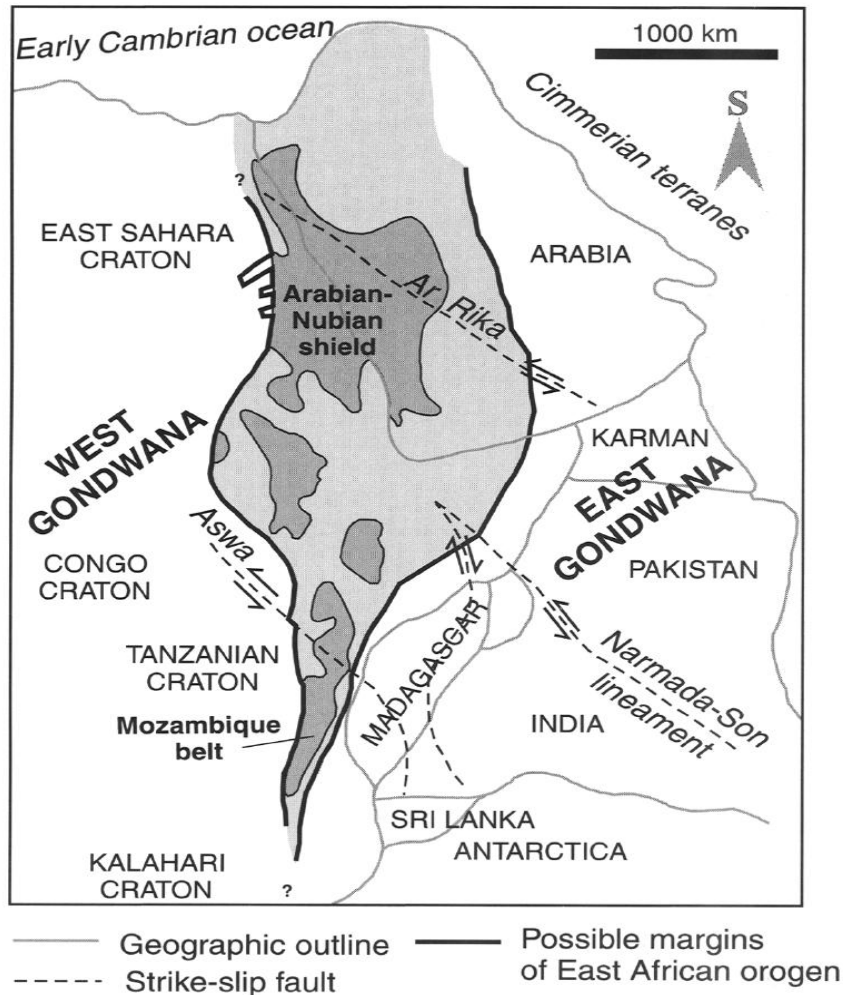 Early Cambrian ocean
1000 km
S
Cimmerian terranes
?
EAST SAHARA
CRATON
ARABIA
Ar Rika
Arabian-
Nubian
shield
WEST
GONDWANA
KARMAN
EAST
GONDWANA
Aswa
CONGO
CRATON
PAKISTAN
MADAGASCAR
TANZANIAN
CRATON
Narmada-Son
lineament
Mozambique
belt
INDIA
SRI LANKA
ANTARCTICA
KALAHARI
CRATON
?
Geographic outline
Possible margins
of East African orogen
Strike-slip fault